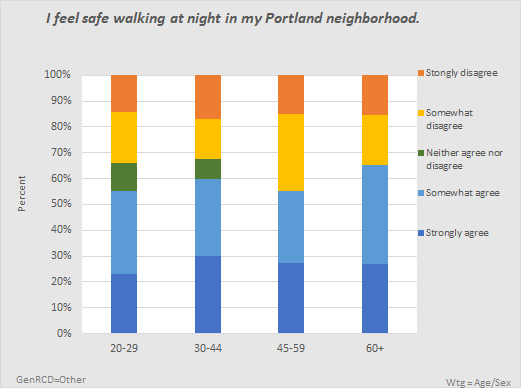 I feel safe walking at night in my Portland neighborhood.
100%
90%
80%
70%
60%
50%
40%
30%
20%
10%
0%
Percent
20-29
30-44
45-59
60+
Stongly disagree
Somewhat
disagree
Neither agree nor
disagree
Somewhat agree
Strongly agree
GenRCD=Other
Wtg = Age/Sex